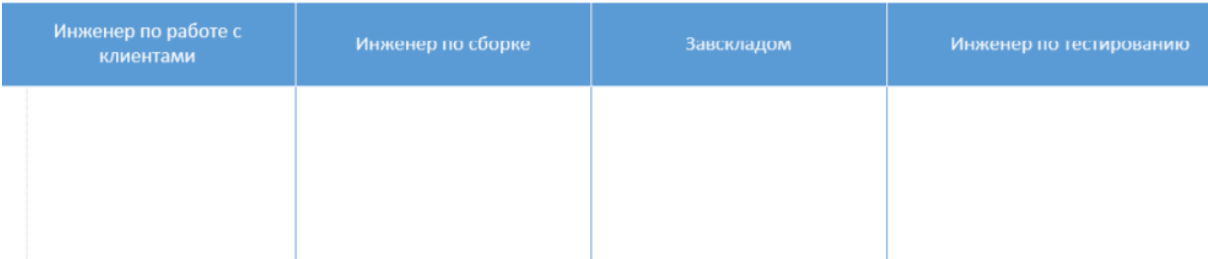 Инженер по работе с
клиентами
Инженер по сборке
Завскладом
Инженер по тестированию